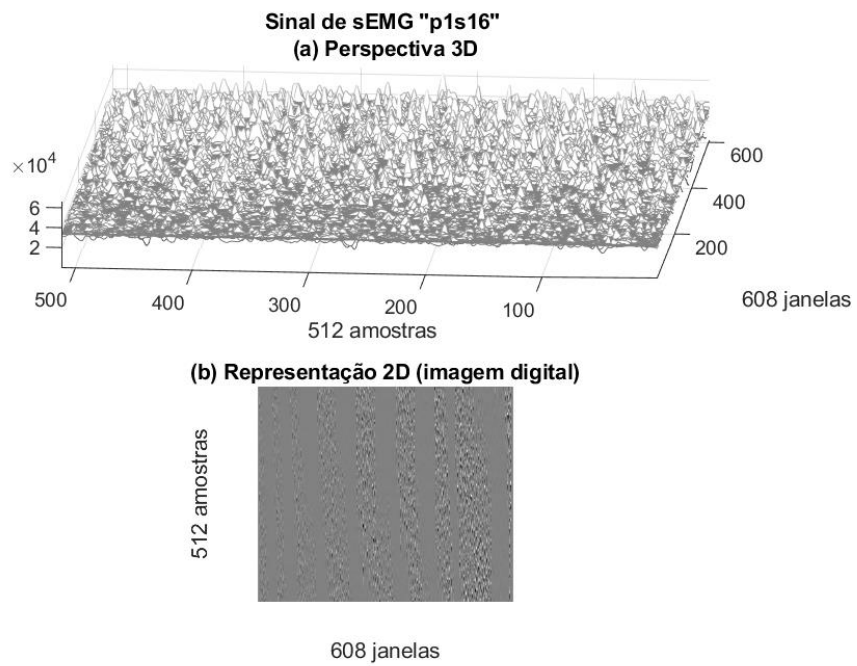 Sinal de sEMG "p1s16"
(a) Perspectiva 3D
×10⁴
6
4
2
600
400
200
500
400
300
200
100
608 janelas
512 amostras
(b) Representação 2D (imagem digital)
512 amostras
608 janelas